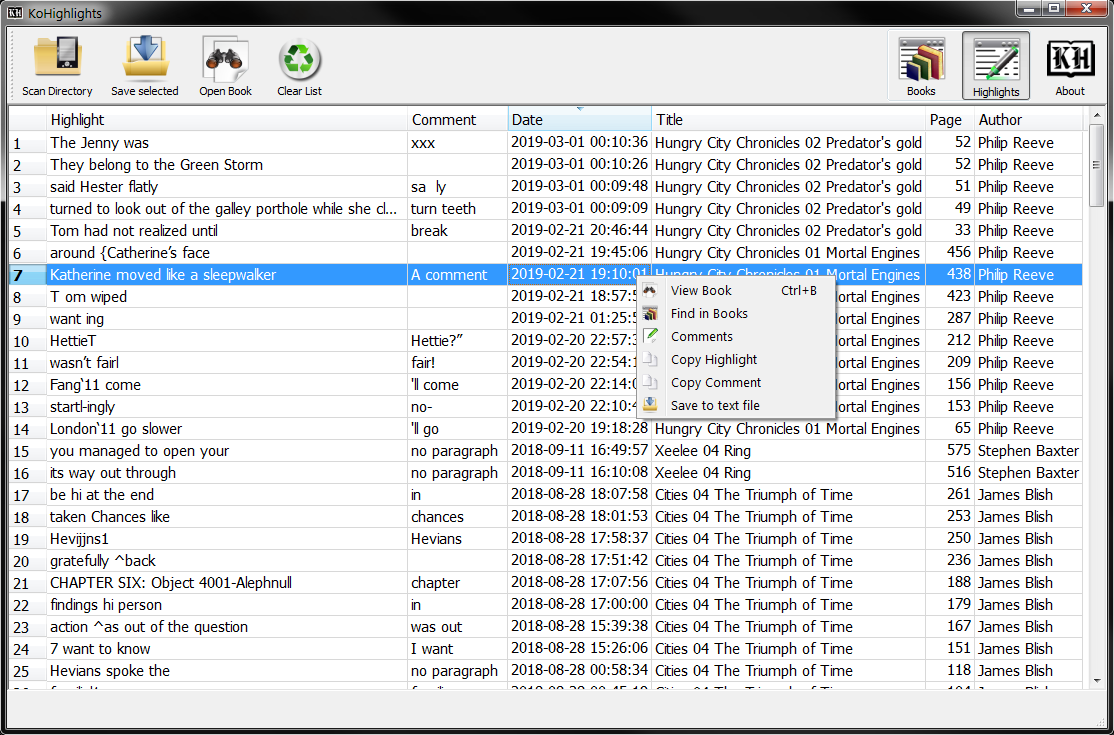 KH KoHighlights
Scan Directory Save selected Open Book Clear List Books Highlights KH About
Highlight Comment Date Title Page Author
1 The Jenny was xxx 2019-03-01 00:10:36 Hungry City Chronicles 02 Predator's gold 52 Philip Reeve
2 They belong to the Green Storm 2019-03-01 00:10:26 Hungry City Chronicles 02 Predator's gold 52 Philip Reeve
3 said Hester flatly sa ly 2019-03-01 00:09:48 Hungry City Chronicles 02 Predator's gold 51 Philip Reeve
4 turned to look out of the galley porthole while she cl... turn teeth 2019-03-01 00:09:09 Hungry City Chronicles 02 Predator's gold 49 Philip Reeve
5 Tom had not realized until break 2019-02-21 20:46:44 Hungry City Chronicles 02 Predator's gold 33 Philip Reeve
6 around {Catherine’s face 2019-02-21 19:45:06 Hungry City Chronicles 01 Mortal Engines 456 Philip Reeve
7 Katherine moved like a sleepwalker A comment 2019-02-21 19:10:01 Hungry City Chronicles 01 Mortal Engines 438 Philip Reeve
8 T om wiped 2019-02-21 18:57:5 ortal Engines 423 Philip Reeve
9 want ing 2019-02-21 01:25:5 ortal Engines 287 Philip Reeve
10 HettieT Hettie?” 2019-02-20 22:57:3 ortal Engines 212 Philip Reeve
11 wasn’t fairl fair! 2019-02-20 22:54:1 ortal Engines 209 Philip Reeve
12 Fang‘11 come 'll come 2019-02-20 22:14:0 ortal Engines 156 Philip Reeve
13 startl-ingly no- 2019-02-20 22:10:4 ortal Engines 153 Philip Reeve
14 London‘11 go slower 'll go 2019-02-20 19:18:28 Hungry City Chronicles 01 Mortal Engines 65 Philip Reeve
15 you managed to open your no paragraph 2018-09-11 16:49:57 Xeelee 04 Ring 575 Stephen Baxter
16 its way out through no paragraph 2018-09-11 16:10:08 Xeelee 04 Ring 516 Stephen Baxter
17 be hi at the end in 2018-08-28 18:07:58 Cities 04 The Triumph of Time 261 James Blish
18 taken Chances like chances 2018-08-28 18:01:53 Cities 04 The Triumph of Time 253 James Blish
19 Hevijjns1 Hevians 2018-08-28 17:58:37 Cities 04 The Triumph of Time 250 James Blish
20 gratefully ^back 2018-08-28 17:51:42 Cities 04 The Triumph of Time 236 James Blish
21 CHAPTER SIX: Object 4001-Alephnull chapter 2018-08-28 17:07:56 Cities 04 The Triumph of Time 188 James Blish
22 findings hi person in 2018-08-28 17:00:00 Cities 04 The Triumph of Time 179 James Blish
23 action ^as out of the question was out 2018-08-28 15:39:38 Cities 04 The Triumph of Time 167 James Blish
24 7 want to know I want 2018-08-28 15:26:06 Cities 04 The Triumph of Time 151 James Blish
25 Hevians spoke the no paragraph 2018-08-28 00:58:34 Cities 04 The Triumph of Time 118 James Blish
View Book Ctrl+B
Find in Books
Comments
Copy Highlight
Copy Comment
Save to text file